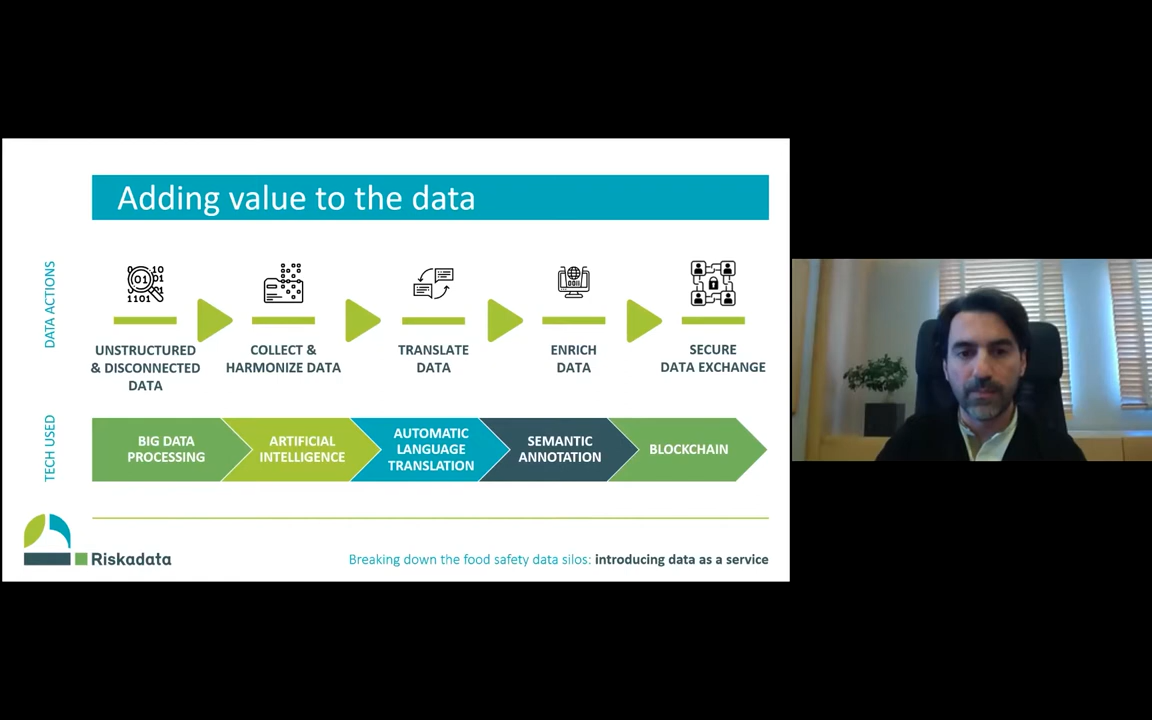 Adding value to the data
DATA ACTIONS
UNSTRUCTURED
& DISCONNECTED
DATA
COLLECT &
HARMONIZE DATA
TRANSLATE
DATA
ENRICH
DATA
SECURE
DATA EXCHANGE
TECH USED
BIG DATA
PROCESSING
ARTIFICIAL
INTELLIGENCE
AUTOMATIC
LANGUAGE
TRANSLATION
SEMANTIC
ANNOTATION
BLOCKCHAIN
Riskadata
Breaking down the food safety data silos: introducing data as a service